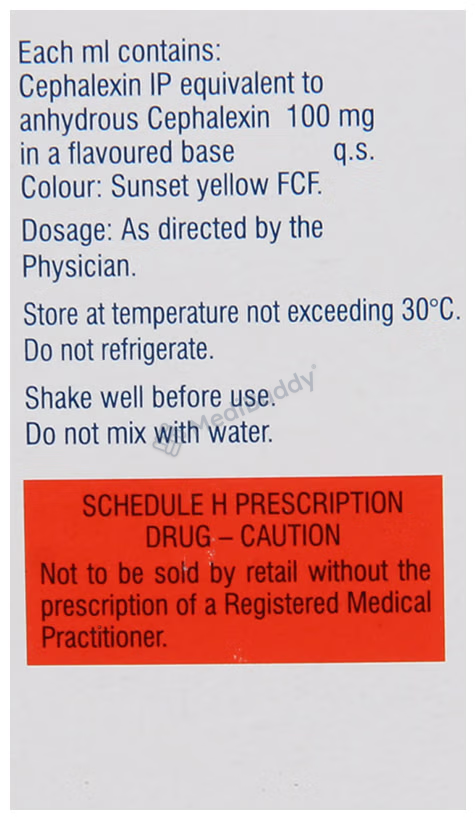 Each ml contains:
Cephalexin IP equivalent to
anhydrous Cephalexin 100 mg
in a flavoured base q.s.
Colour: Sunset yellow FCF.
Dosage: As directed by the
Physician.
Store at temperature not exceeding 30°C.
Do not refrigerate.
Shake well before use.
MediBuddy
Do not mix with water.
SCHEDULE H PRESCRIPTION
DRUG – CAUTION
Not to be sold by retail without the
prescription of a Registered Medical
Practitioner.